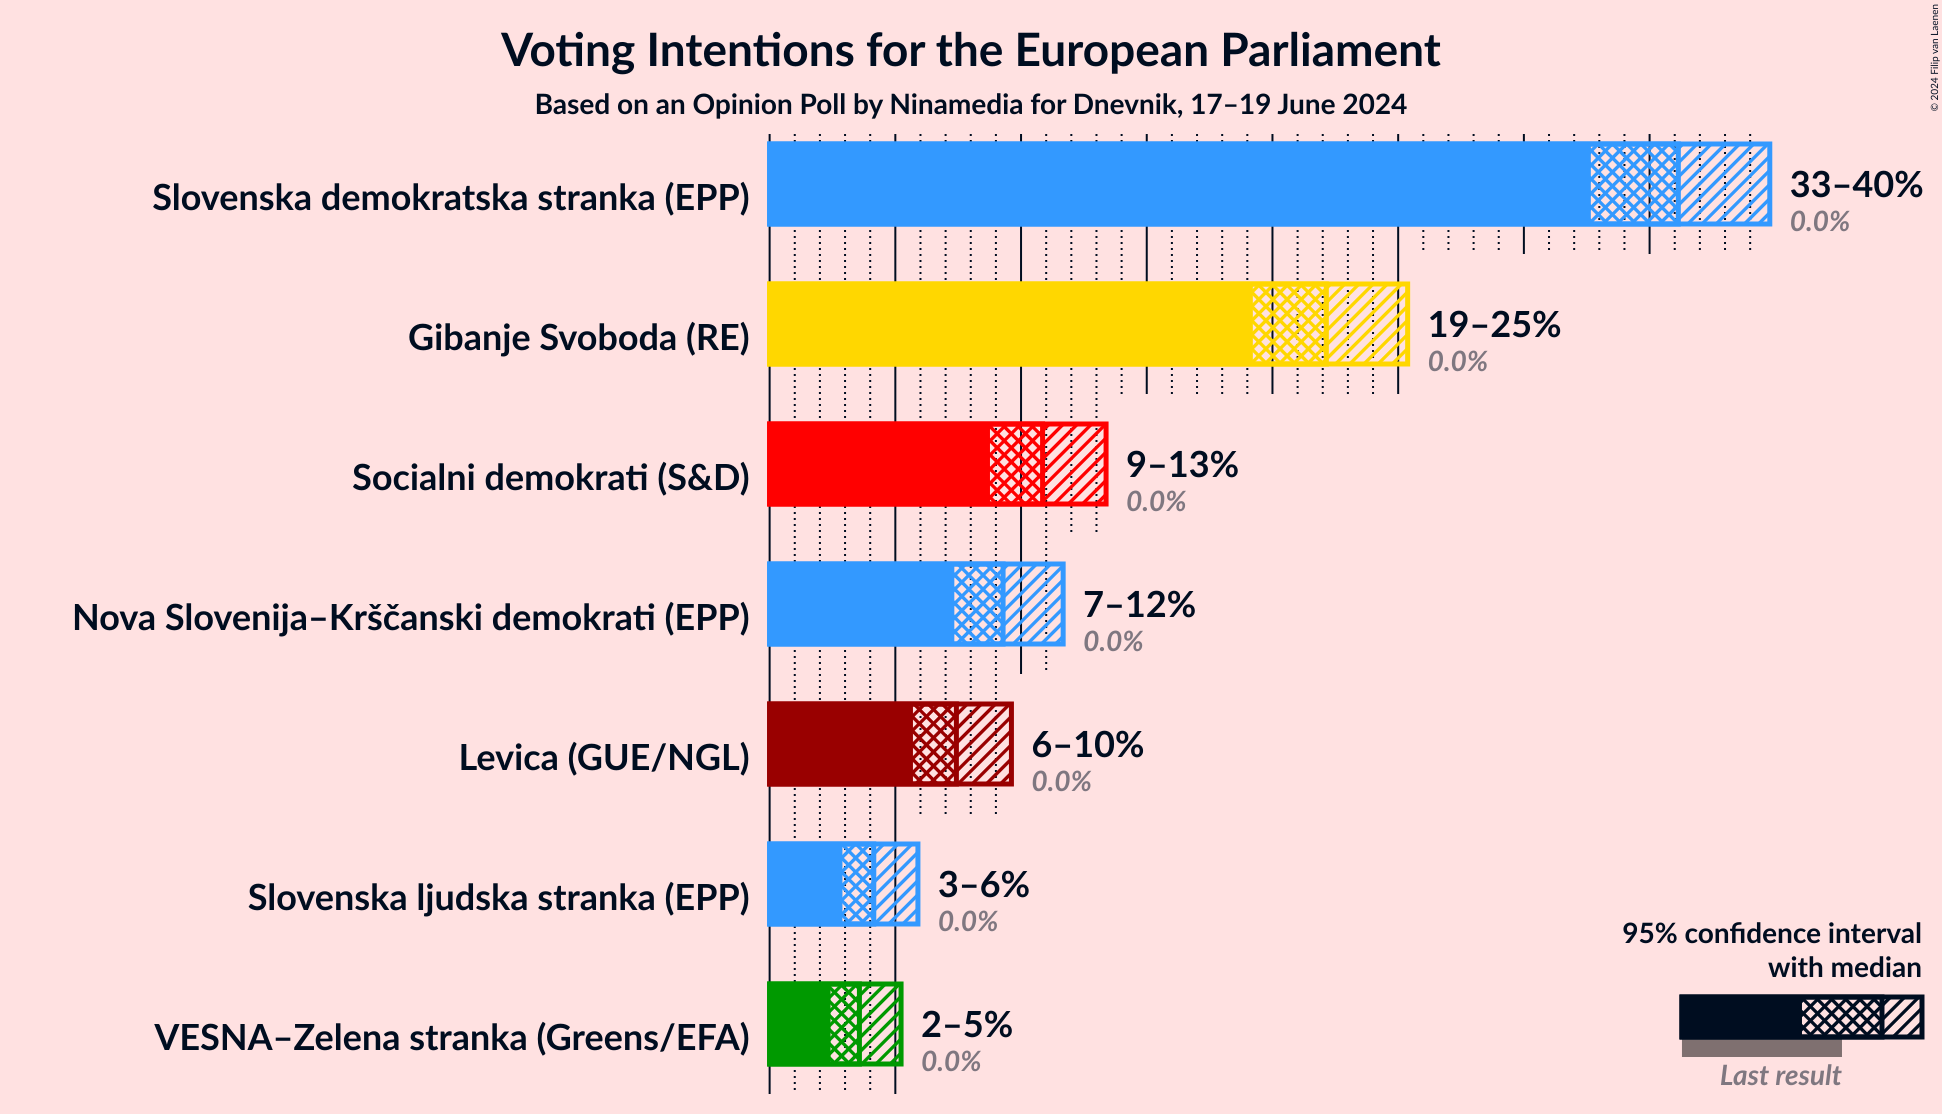 Voting Intentions for the European Parliament
Based on an Opinion Poll by Ninamedia for Dnevnik, 17–19 June 2024
© 2024 Filip van Laenen
Slovenska demokratska stranka (EPP)
33–40%
0.0%
Gibanje Svoboda (RE)
19–25%
0.0%
Socialni demokrati (S&D)
9–13%
0.0%
Nova Slovenija–Krščanski demokrati (EPP)
7–12%
0.0%
Levica (GUE/NGL)
6–10%
0.0%
Slovenska ljudska stranka (EPP)
3–6%
0.0%
VESNA–Zelena stranka (Greens/EFA)
2–5%
0.0%
95% confidence interval
with median
Last result